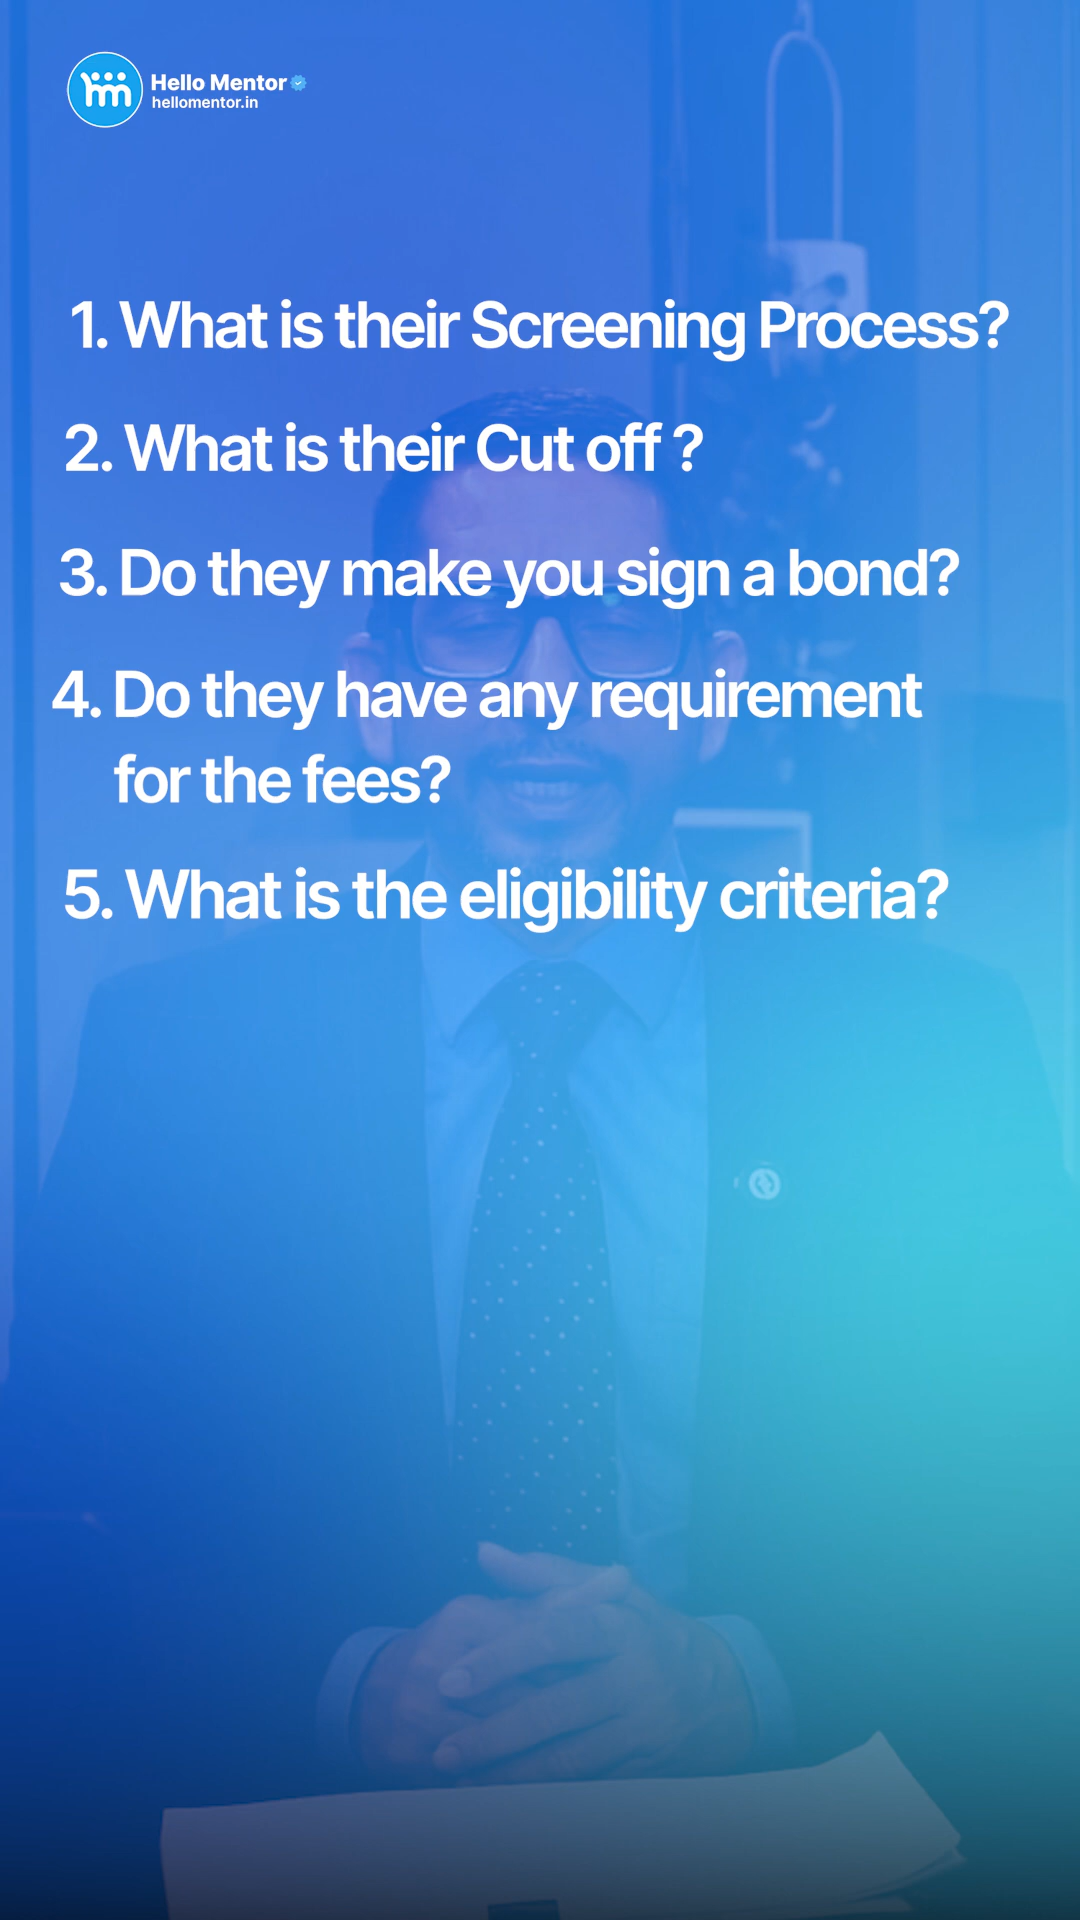 Hello Mentor
hellomentor.in
1. What is their Screening Process?
2. What is their Cut off ?
3. Do they make you sign a bond?
4. Do they have any requirement
for the fees?
5. What is the eligibility criteria?